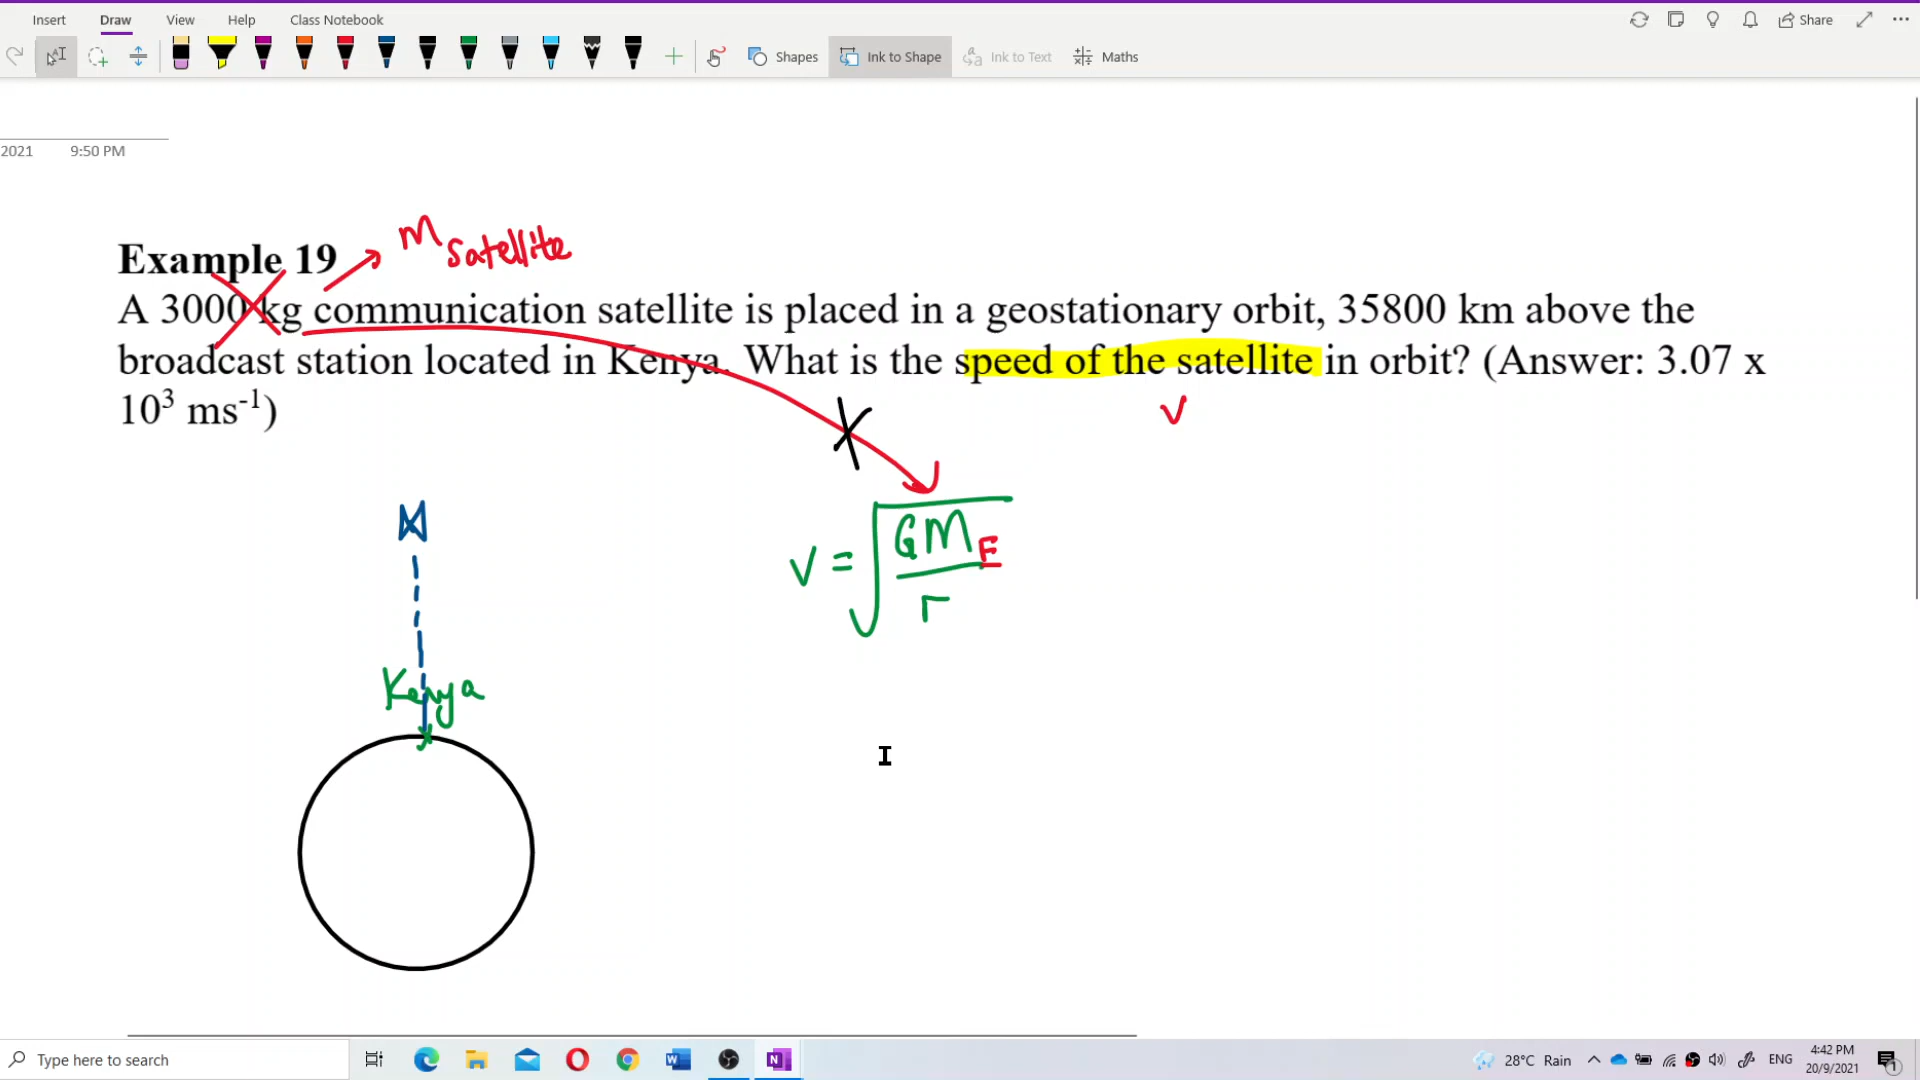 Insert Draw View Help Class Notebook
Share
Shapes Ink to Shape Ink to Text Maths
2021 9:50 PM
Example 19
M satellite
A 3000 kg communication satellite is placed in a geostationary orbit, 35800 km above the
broadcast station located in Kenya. What is the speed of the satellite in orbit? (Answer: 3.07 x
10³ ms⁻¹)
v
v = √(GM_E / r)
Kenya
Type here to search
28°C Rain
ENG
4:42 PM
20/9/2021
1